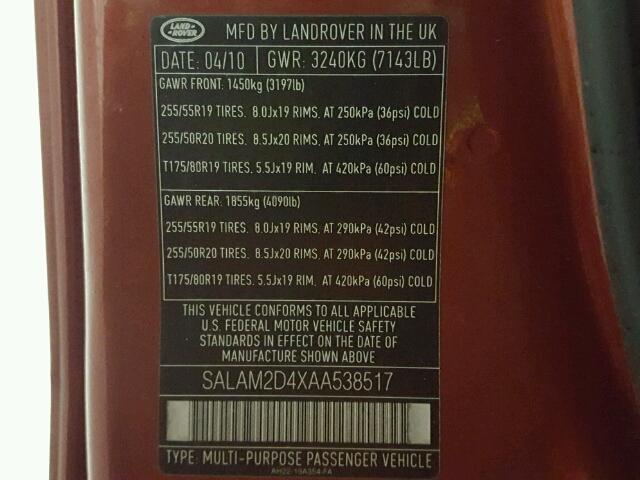 LAND
ROVER
MFD BY LANDROVER IN THE UK
DATE: 04/10 GWR: 3240KG (7143LB)
GAWR FRONT: 1450kg (3197lb)
255/55R19 TIRES. 8.0Jx19 RIMS, AT 250kPa (36psi) COLD
255/50R20 TIRES. 8.5Jx20 RIMS, AT 250kPa (36psi) COLD
T175/80R19 TIRES. 5.5Jx19 RIM. AT 420kPa (60psi) COLD
GAWR REAR: 1855kg (4090lb)
255/55R19 TIRES. 8.0Jx19 RIMS, AT 290kPa (42psi) COLD
255/50R20 TIRES. 8.5Jx20 RIMS, AT 290kPa (42psi) COLD
T175/80R19 TIRES. 5.5Jx19 RIM, AT 420kPa (60psi) COLD
THIS VEHICLE CONFORMS TO ALL APPLICABLE
U.S. FEDERAL MOTOR VEHICLE SAFETY
STANDARDS IN EFFECT ON THE DATE
OF MANUFACTURE SHOWN ABOVE
SALAM2D4XAA538517
TYPE: MULTI-PURPOSE PASSENGER VEHICLE
AH22-19A354-FA